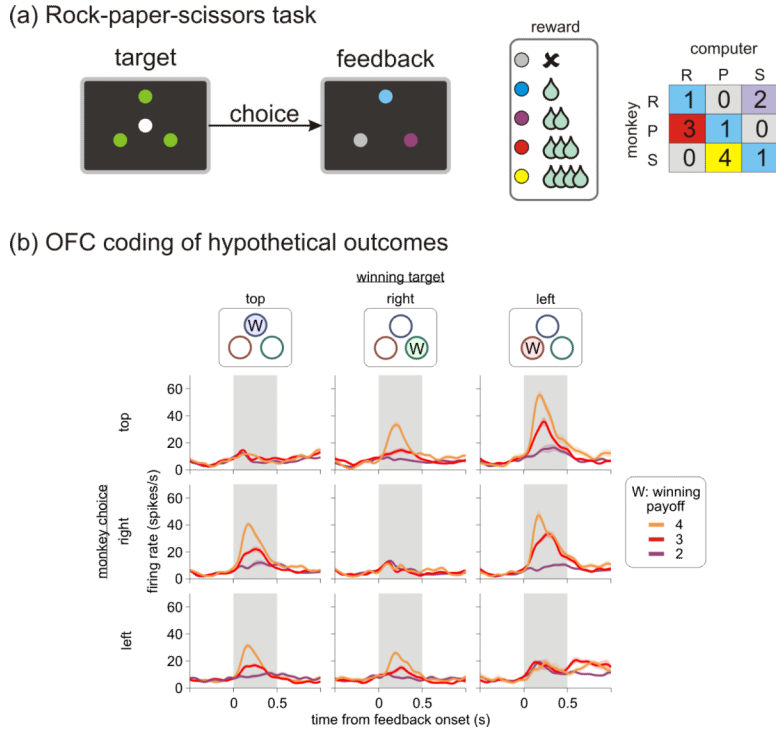 (a) Rock-paper-scissors task
target
feedback
choice
reward
computer
R P S
monkey
R 1 0 2
P 3 1 0
S 0 4 1
(b) OFC coding of hypothetical outcomes
winning target
top right left
W W W
monkey choice
firing rate (spikes/s)
top
60
40
20
0
right
60
40
20
0
left
60
40
20
0
0 0.5 0 0.5 0 0.5
time from feedback onset (s)
W: winning
payoff
4
3
2